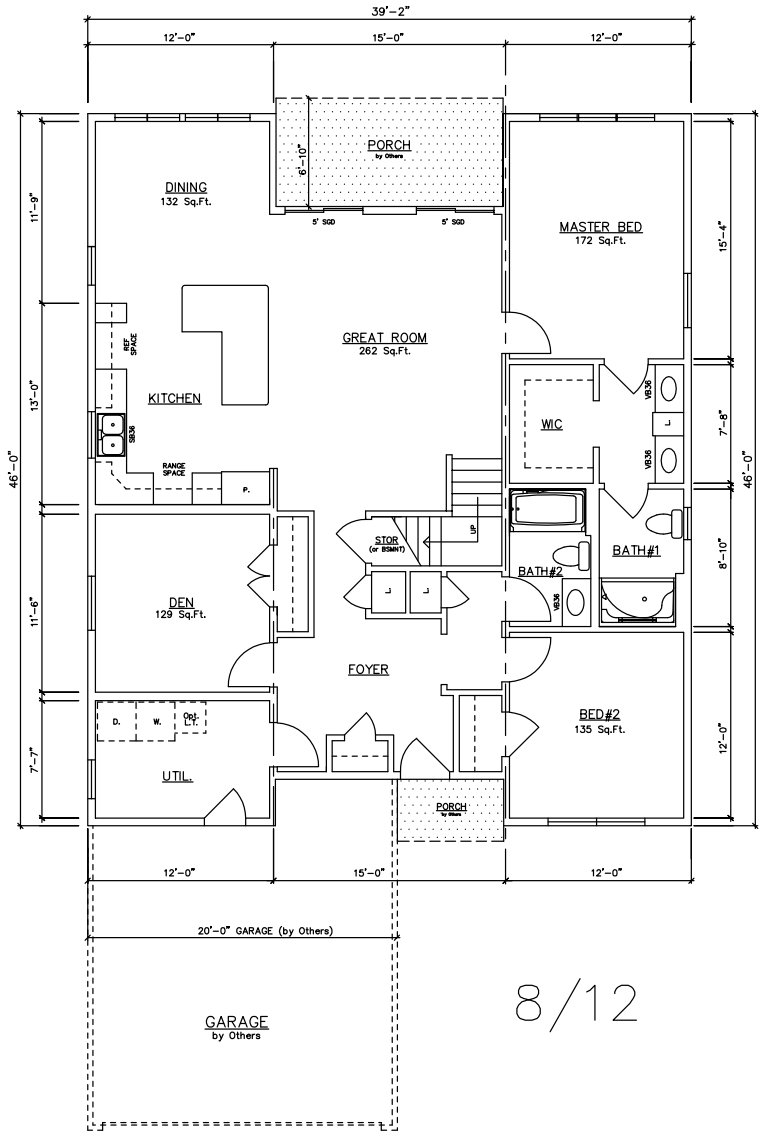 39'-2"
12'-0"
15'-0"
12'-0"
6'-10"
PORCH
by Others
5' SGD
5' SGD
DINING
132 Sq.Ft.
11'-9"
MASTER BED
172 Sq.Ft.
15'-4"
REF
SPACE
GREAT ROOM
262 Sq.Ft.
KITCHEN
13'-0"
SB36
RANGE
SPACE
P.
WIC
VB36
L
VB36
7'-8"
46'-0"
46'-0"
UP
STOR
(or BSMNT)
BATH#1
BATH#2
VB36
8'-10"
L
L
DEN
129 Sq.Ft.
11'-6"
FOYER
BED#2
135 Sq.Ft.
12'-0"
D.
W.
Opt.
L.T.
UTIL.
7'-7"
PORCH
by Others
12'-0"
15'-0"
12'-0"
20'-0" GARAGE (by Others)
GARAGE
by Others
8/12